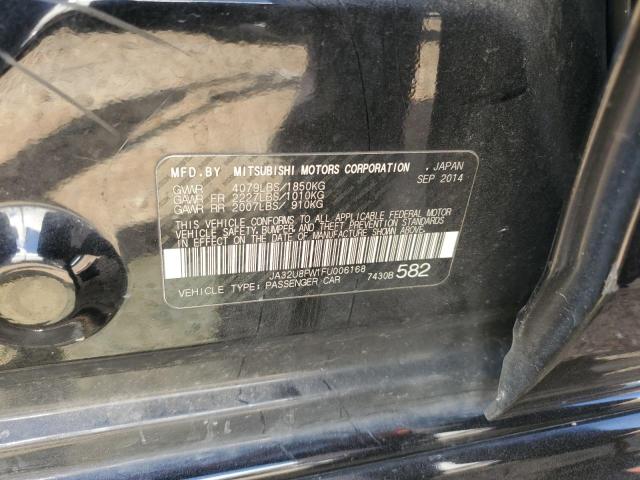 MFD.BY MITSUBISHI MOTORS CORPORATION , JAPAN
SEP 2014
GVWR 4079LBS/1850KG
GAWR FR 2227LBS/1010KG
GAWR RR 2007LBS/ 910KG
THIS VEHICLE CONFORMS TO ALL APPLICABLE FEDERAL MOTOR
VEHICLE SAFETY, BUMPER, AND THEFT PREVENTION STANDARDS
IN EFFECT ON THE DATE OF MANUFACTURE SHOWN ABOVE.
JA32U8FW1FU006168
VEHICLE TYPE: PASSENGER CAR 7430B 582